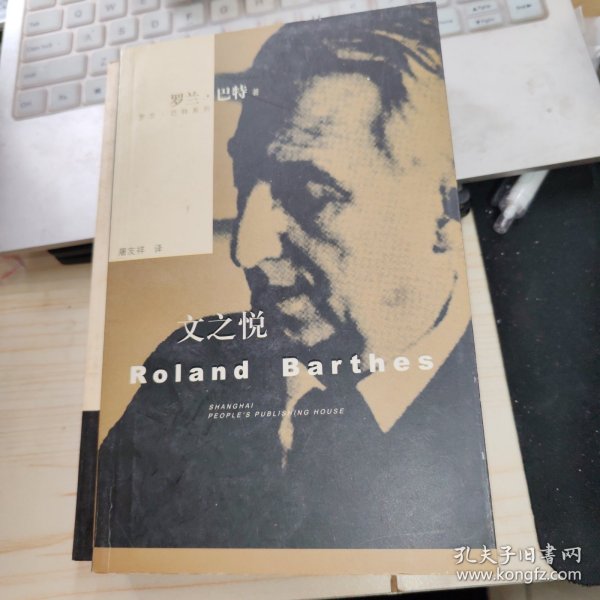 罗兰·巴特 著
罗兰·巴特系列
屠友祥 译
文之悦
Roland Barthes
SHANGHAI
PEOPLE'S PUBLISHING HOUSE
孔夫子旧书网
www.kongfz.com